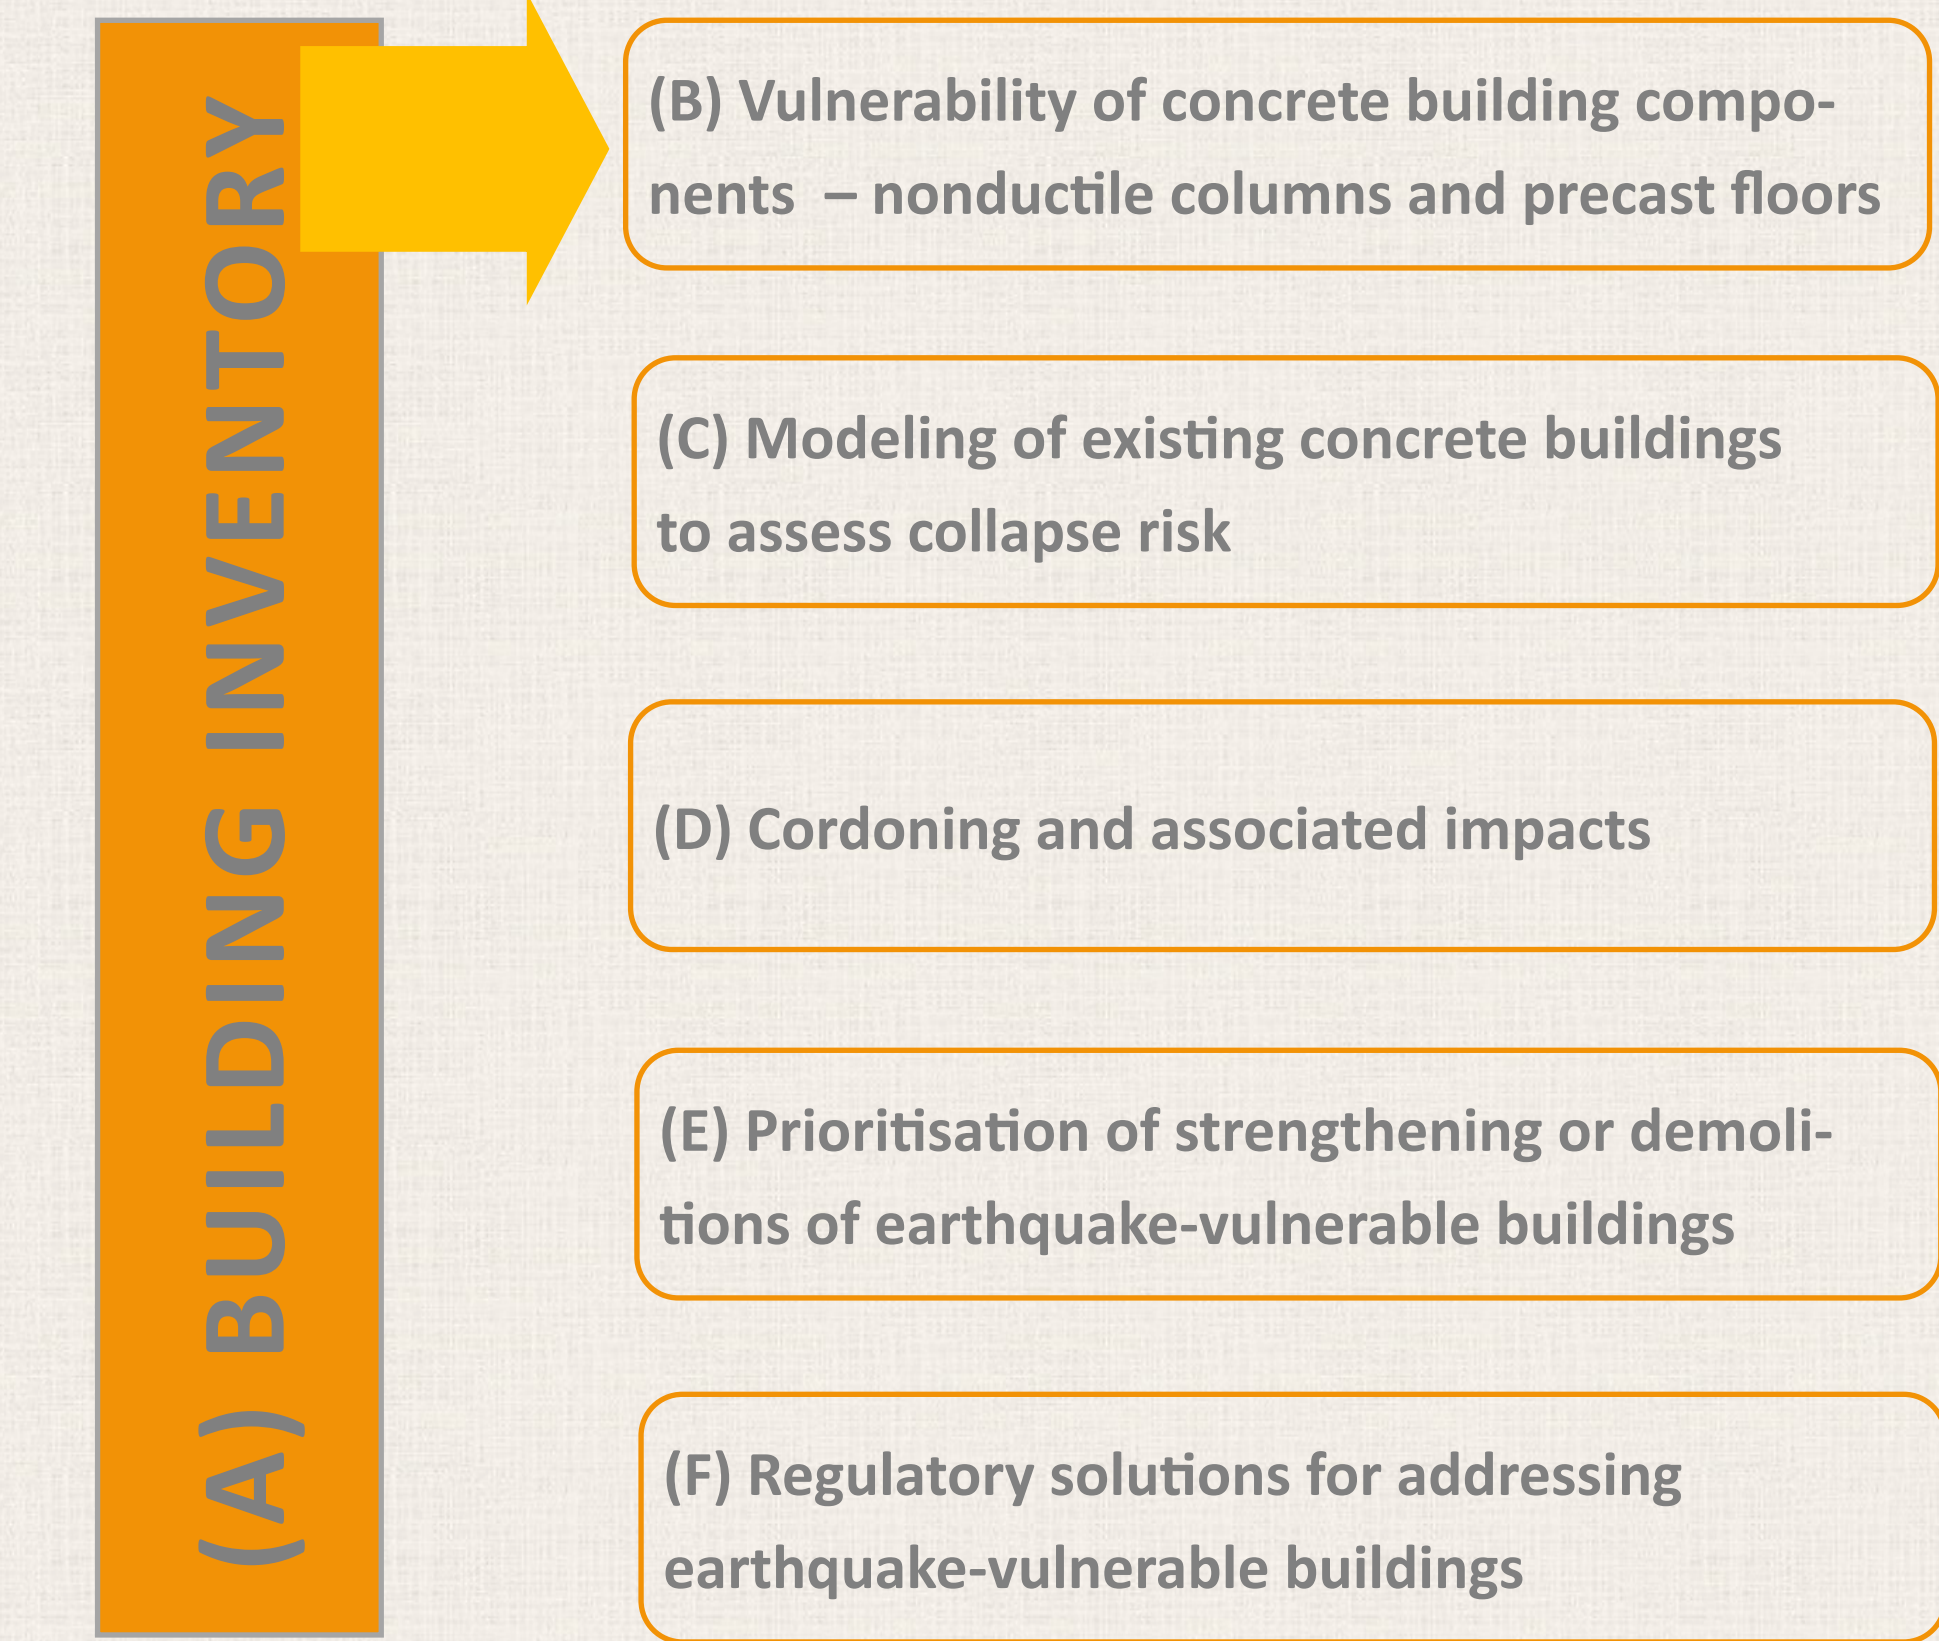 (A) BUILDING INVENTORY
(B) Vulnerability of concrete building compo-
nents – nonductile columns and precast floors
(C) Modeling of existing concrete buildings
to assess collapse risk
(D) Cordoning and associated impacts
(E) Prioritisation of strengthening or demoli-
tions of earthquake-vulnerable buildings
(F) Regulatory solutions for addressing
earthquake-vulnerable buildings